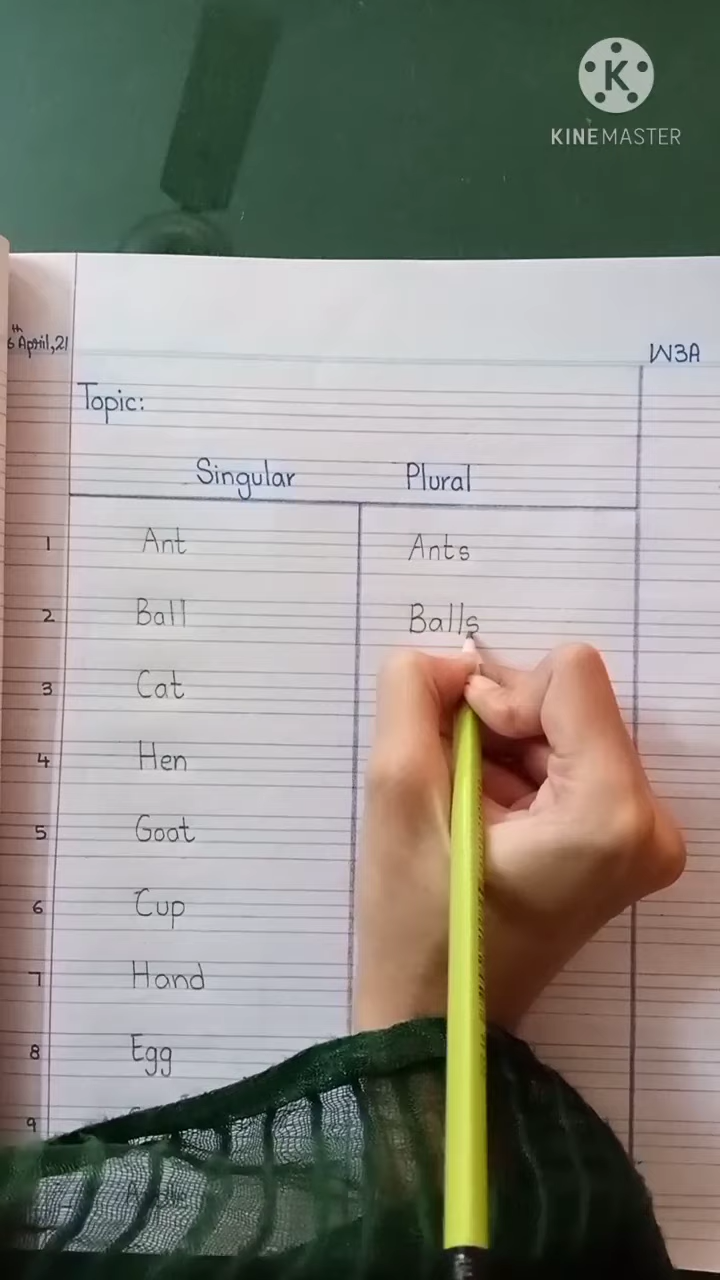 KINEMASTER
6th April,21
W3A
Topic:
Singular Plural
1 Ant Ants
2 Ball Balls
3 Cat
4 Hen
5 Goat
6 Cup
7 Hand
8 Egg
9